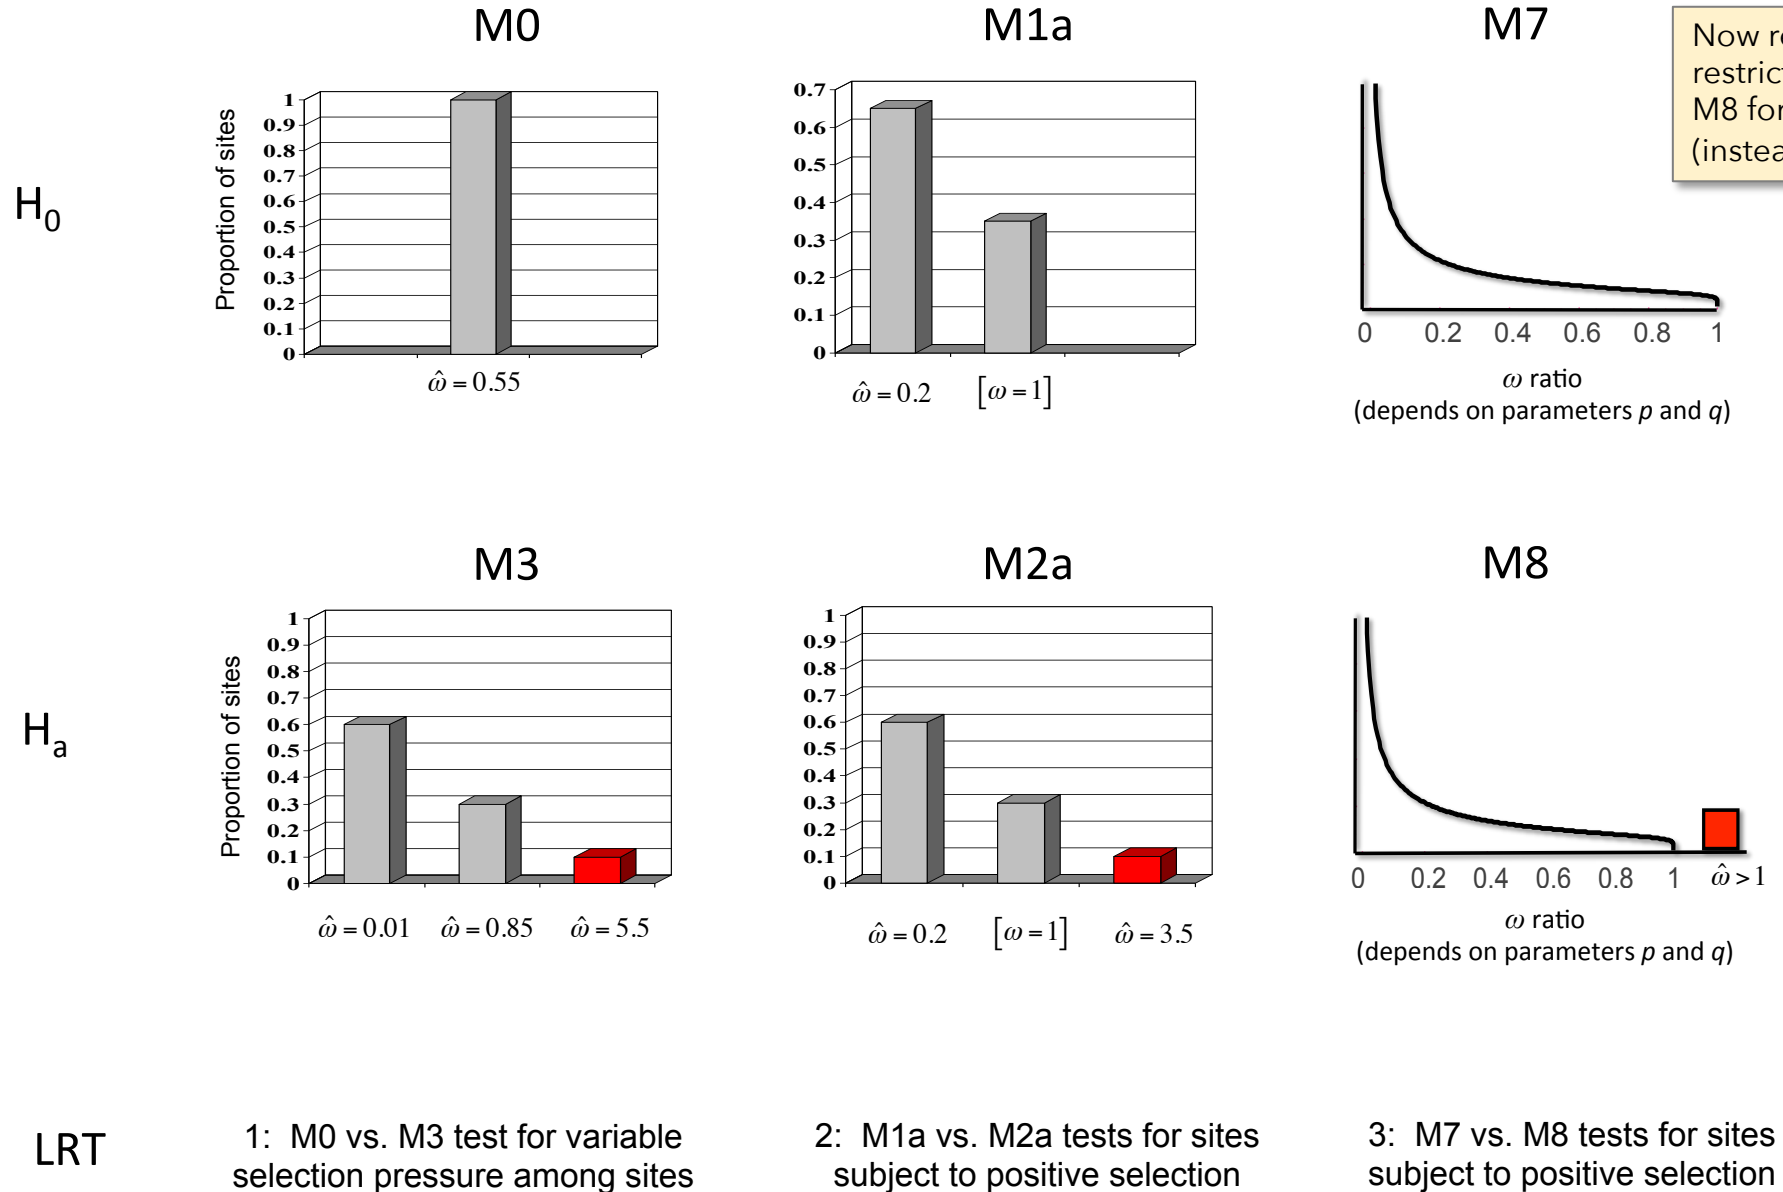 M0
M1a
M7
Now
restric
M8 for
(instea
H0
Proportion of sites
1
0.9
0.8
0.7
0.6
0.5
0.4
0.3
0.2
0.1
0
ω̂ = 0.55
0.7
0.6
0.5
0.4
0.3
0.2
0.1
0
ω̂ = 0.2 [ω = 1]
0 0.2 0.4 0.6 0.8 1
ω ratio
(depends on parameters p and q)
M3
M2a
M8
Ha
Proportion of sites
1
0.9
0.8
0.7
0.6
0.5
0.4
0.3
0.2
0.1
0
ω̂ = 0.01 ω̂ = 0.85 ω̂ = 5.5
1
0.9
0.8
0.7
0.6
0.5
0.4
0.3
0.2
0.1
0
ω̂ = 0.2 [ω = 1] ω̂ = 3.5
0 0.2 0.4 0.6 0.8 1 ω̂ > 1
ω ratio
(depends on parameters p and q)
LRT
1: M0 vs. M3 test for variable
selection pressure among sites
2: M1a vs. M2a tests for sites
subject to positive selection
3: M7 vs. M8 tests for sites
subject to positive selection